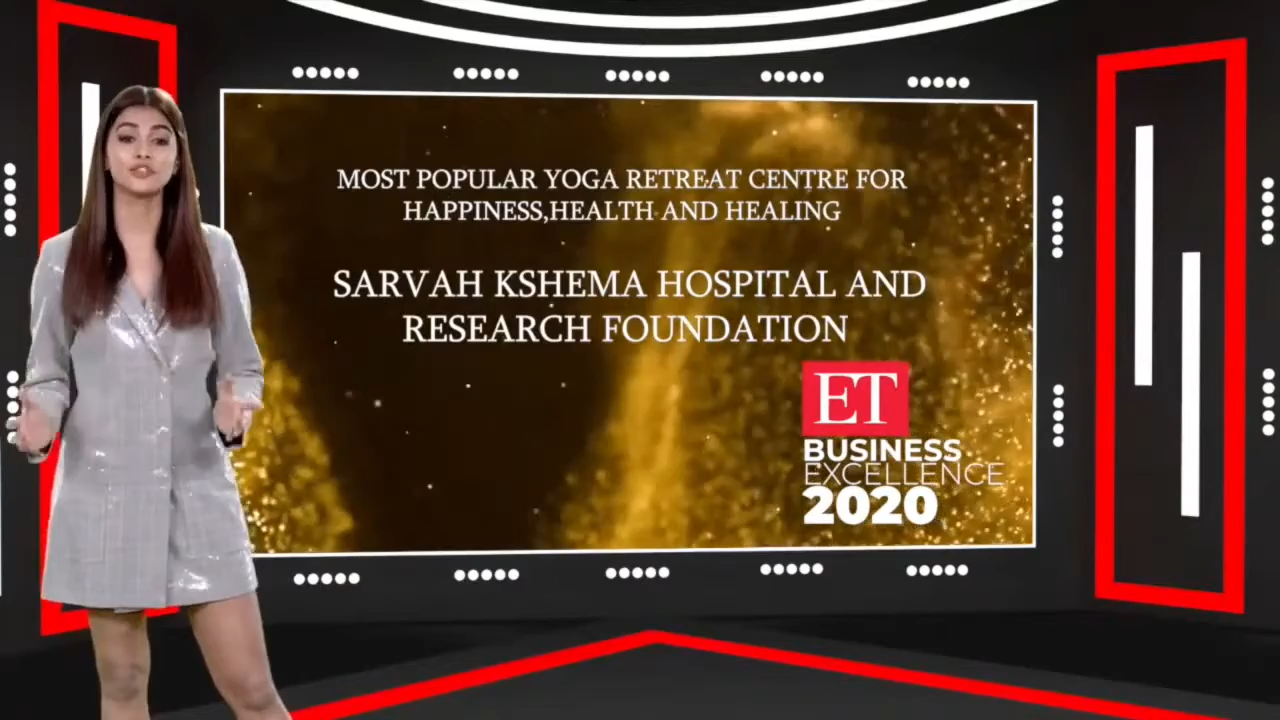 MOST POPULAR YOGA RETREAT CENTRE FOR
HAPPINESS,HEALTH AND HEALING
SARVAH KSHEMA HOSPITAL AND
RESEARCH FOUNDATION
ET
BUSINESS
EXCELLENCE
2020